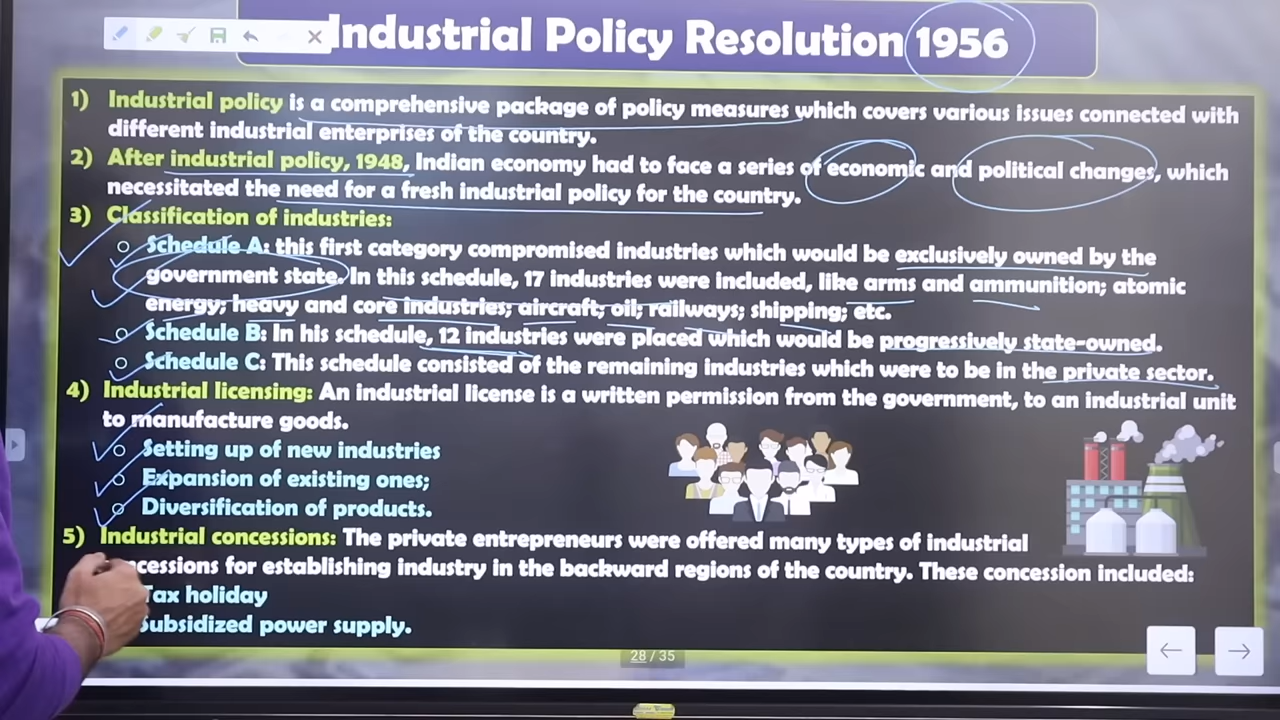 Industrial Policy Resolution 1956
1) Industrial policy is a comprehensive package of policy measures which covers various issues connected with
different industrial enterprises of the country.
2) After industrial policy, 1948, Indian economy had to face a series of economic and political changes, which
necessitated the need for a fresh industrial policy for the country.
3) Classification of industries:
○ Schedule A: this first category compromised industries which would be exclusively owned by the
government state. In this schedule, 17 industries were included, like arms and ammunition; atomic
energy; heavy and core industries; aircraft; oil; railways; shipping; etc.
○ Schedule B: In his schedule, 12 industries were placed which would be progressively state-owned.
○ Schedule C: This schedule consisted of the remaining industries which were to be in the private sector.
4) Industrial licensing: An industrial license is a written permission from the government, to an industrial unit
to manufacture goods.
○ Setting up of new industries
○ Expansion of existing ones;
○ Diversification of products.
5) Industrial concessions: The private entrepreneurs were offered many types of industrial
ncessions for establishing industry in the backward regions of the country. These concession included:
Tax holiday
Subsidized power supply.
28 / 35